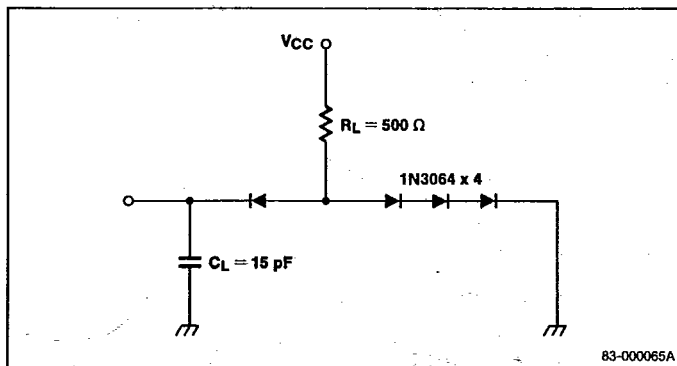 VCC
RL = 500 Ω
1N3064 x 4
CL = 15 pF
83-000065A